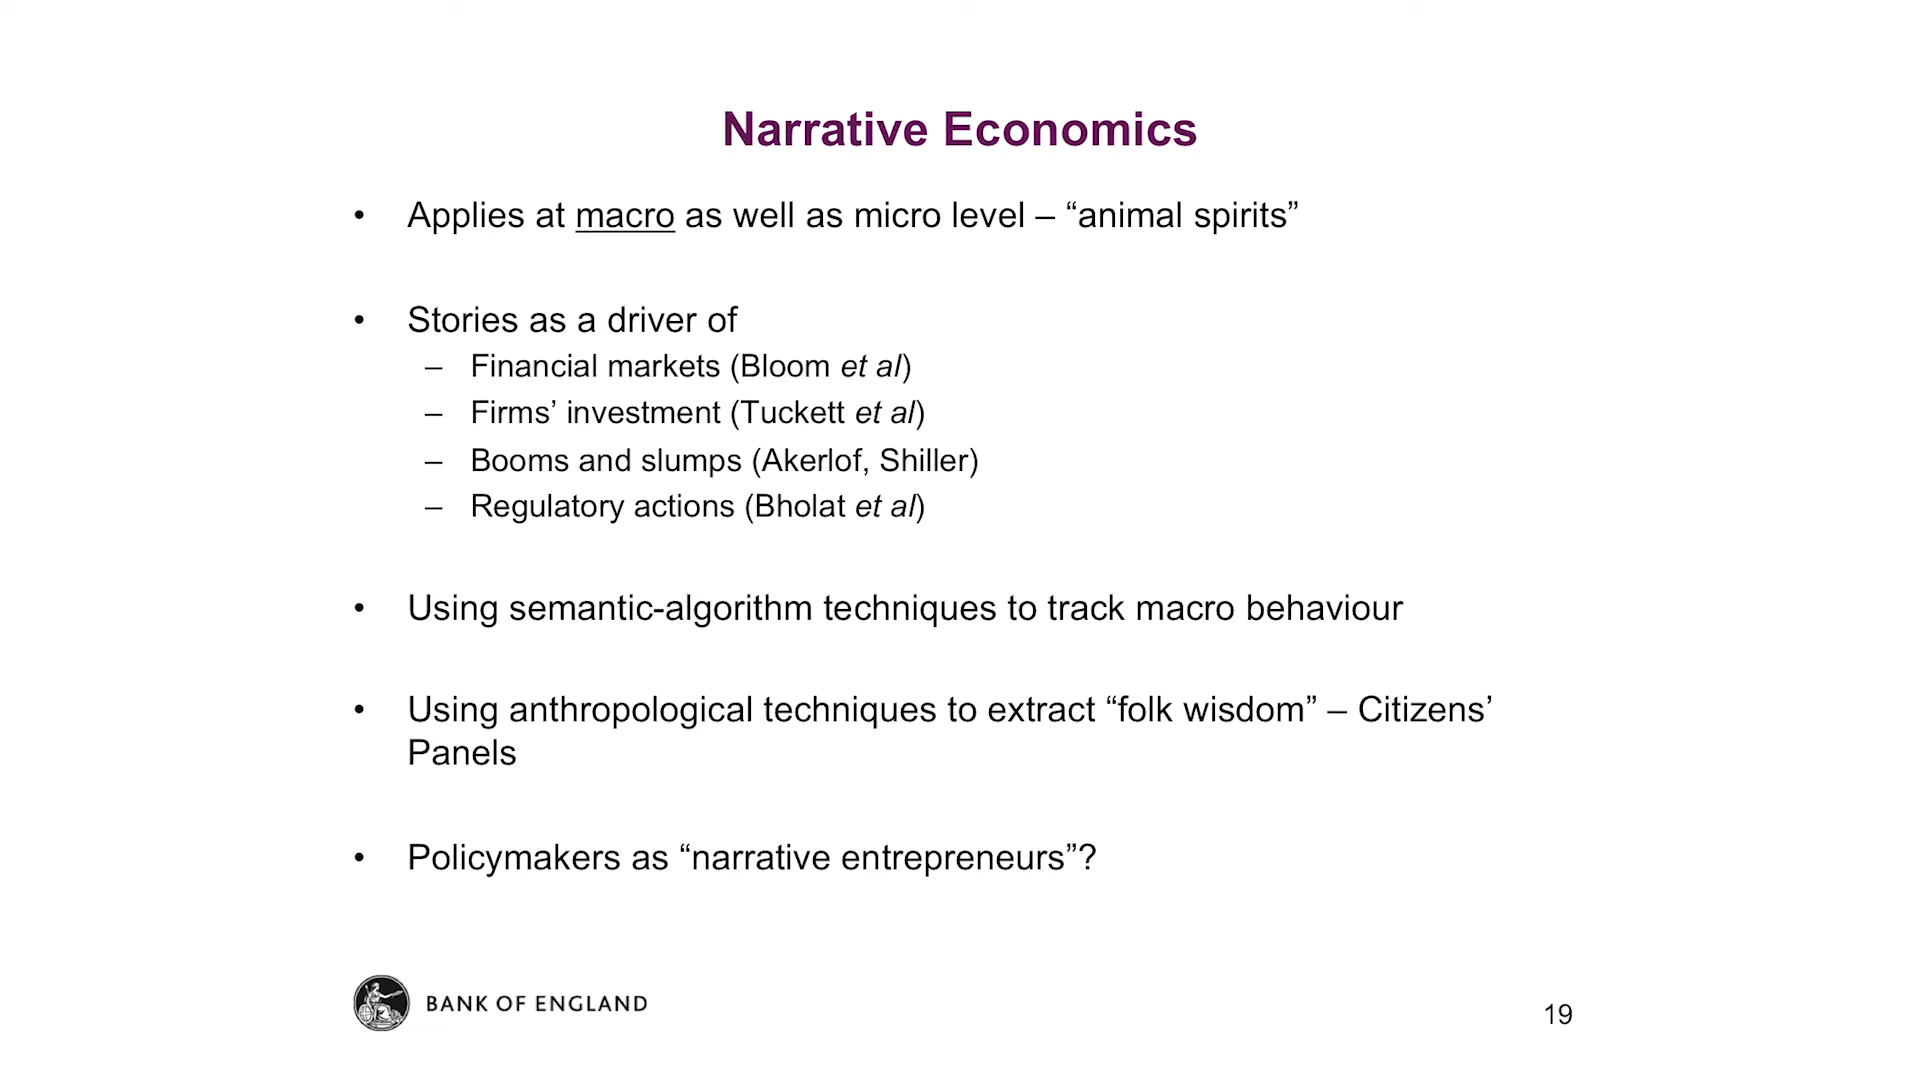 Narrative Economics
• Applies at macro as well as micro level – “animal spirits”
• Stories as a driver of
– Financial markets (Bloom et al)
– Firms’ investment (Tuckett et al)
– Booms and slumps (Akerlof, Shiller)
– Regulatory actions (Bholat et al)
• Using semantic-algorithm techniques to track macro behaviour
• Using anthropological techniques to extract “folk wisdom” – Citizens’
Panels
• Policymakers as “narrative entrepreneurs”?
BANK OF ENGLAND
19